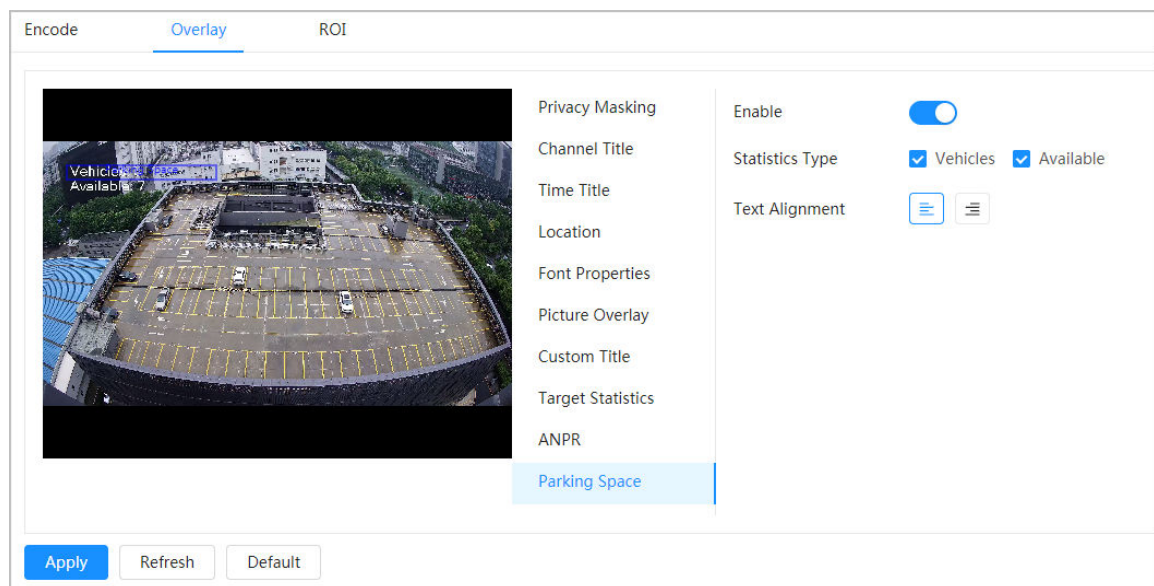 Encode Overlay ROI
Vehicles
Available: 7
Privacy Masking
Channel Title
Time Title
Location
Font Properties
Picture Overlay
Custom Title
Target Statistics
ANPR
Parking Space
Enable
Statistics Type Vehicles Available
Text Alignment
Apply Refresh Default